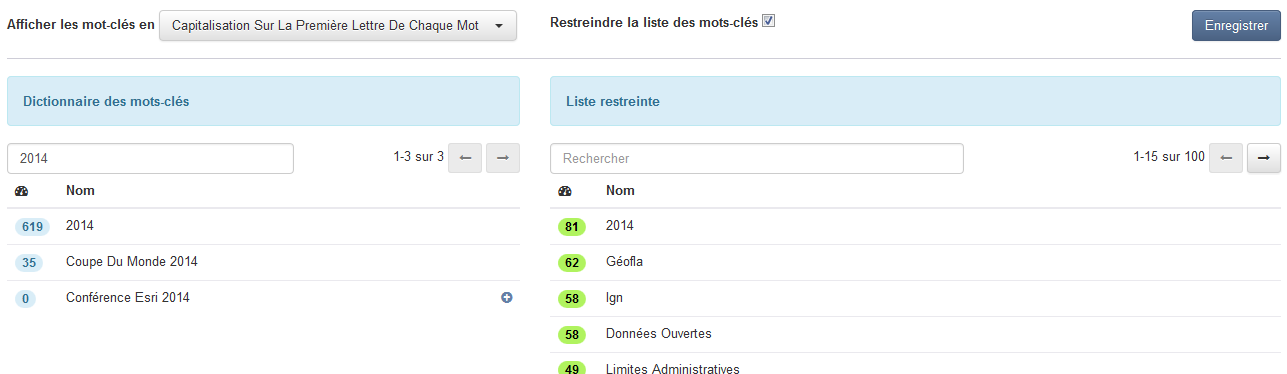 Afficher les mot-clés en Capitalisation Sur La Première Lettre De Chaque Mot
Restreindre la liste des mots-clés
Enregistrer
Dictionnaire des mots-clés
2014
1-3 sur 3
Nom
619 2014
35 Coupe Du Monde 2014
0 Conférence Esri 2014
Liste restreinte
Rechercher
1-15 sur 100
Nom
81 2014
62 Géofla
58 Ign
58 Données Ouvertes
49 Limites Administratives